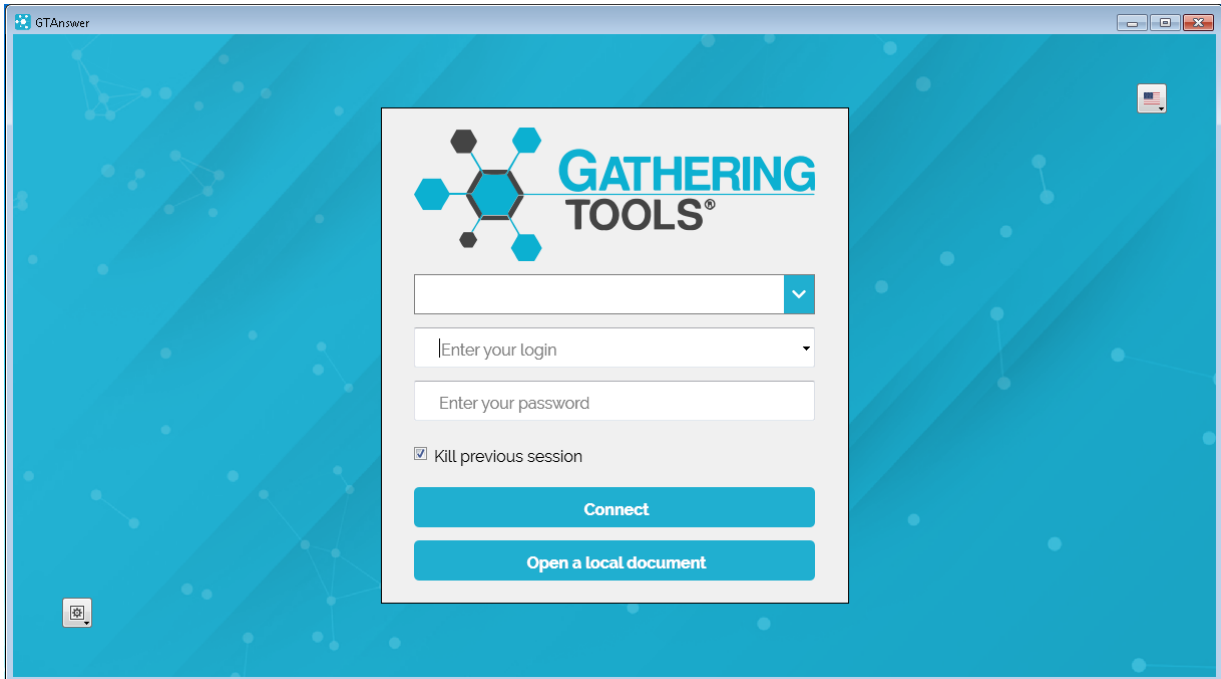 GTAnswer
GATHERING
TOOLS®
Enter your login
Enter your password
Kill previous session
Connect
Open a local document